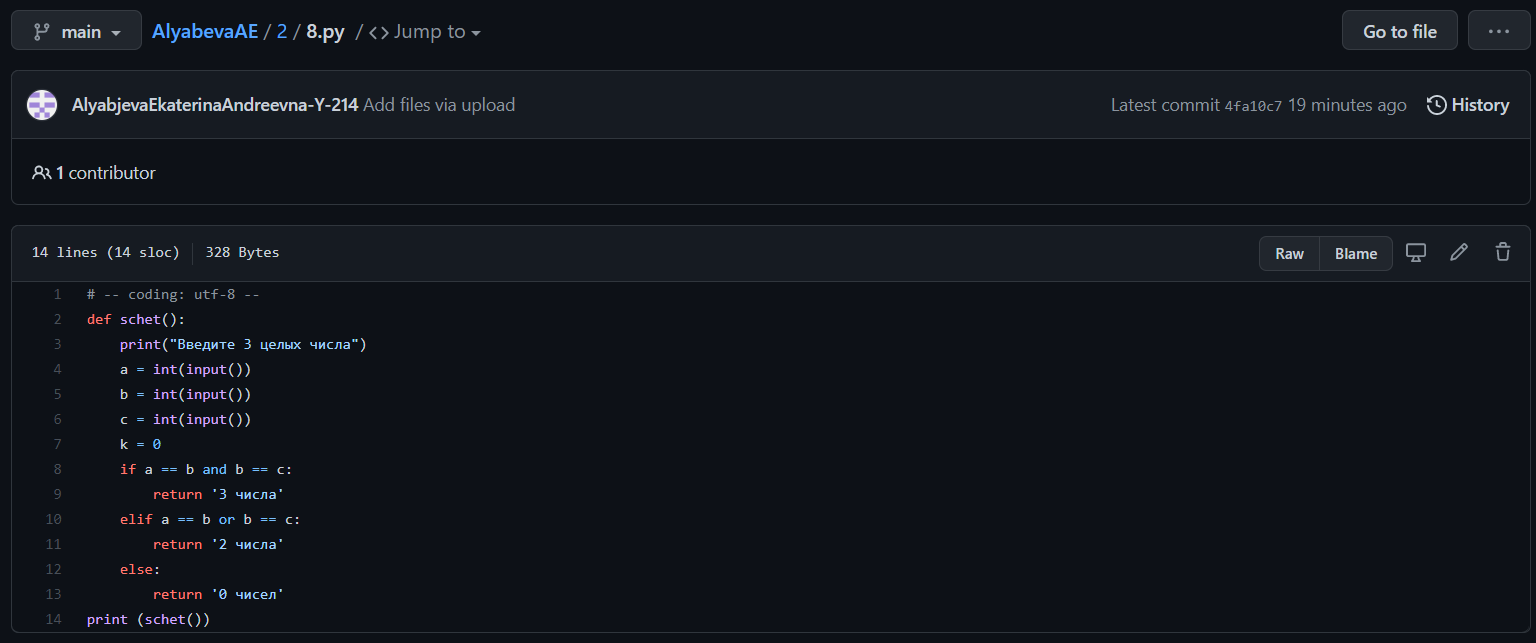 main AlyabevaAE / 2 / 8.py / <> Jump to Go to file ...
AlyabjevaEkaterinaAndreevna-Y-214 Add files via upload Latest commit 4fa10c7 19 minutes ago History
1 contributor
14 lines (14 sloc) 328 Bytes Raw Blame
1 # -- coding: utf-8 --
2 def schet():
3     print("Введите 3 целых числа")
4     a = int(input())
5     b = int(input())
6     c = int(input())
7     k = 0
8     if a == b and b == c:
9         return '3 числа'
10     elif a == b or b == c:
11         return '2 числа'
12     else:
13         return '0 чисел'
14 print (schet())